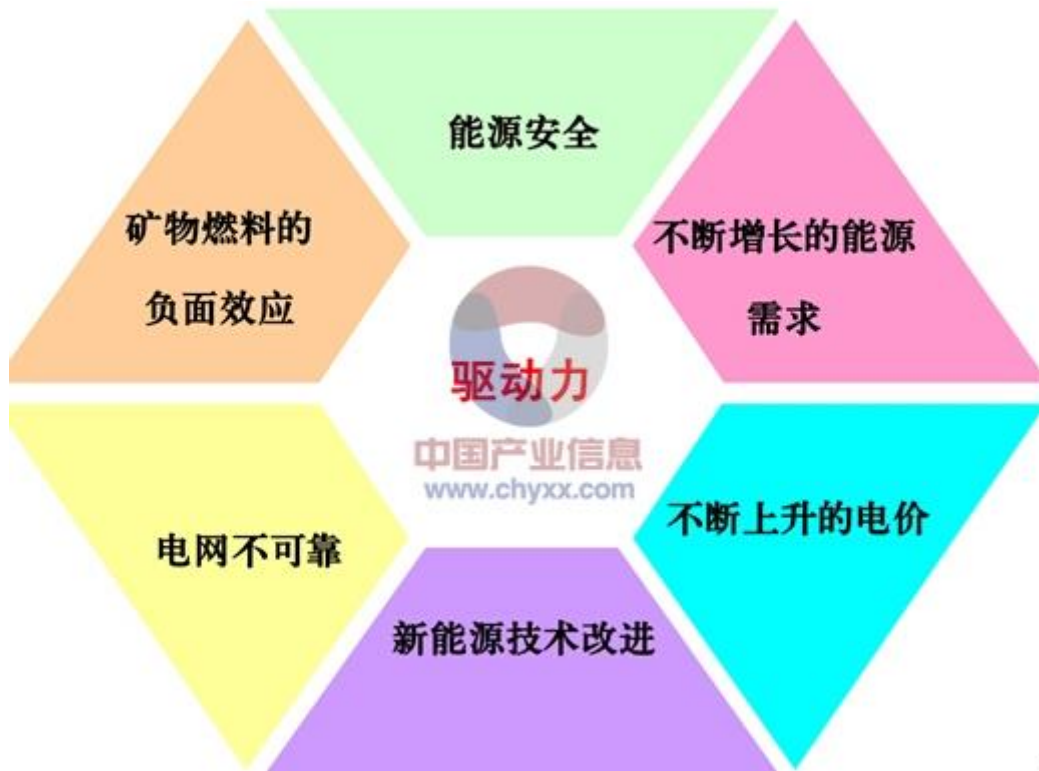 能源安全
矿物燃料的
负面效应
不断增长的能源
需求
驱动力
中国产业信息
www.chyxx.com
电网不可靠
不断上升的电价
新能源技术改进